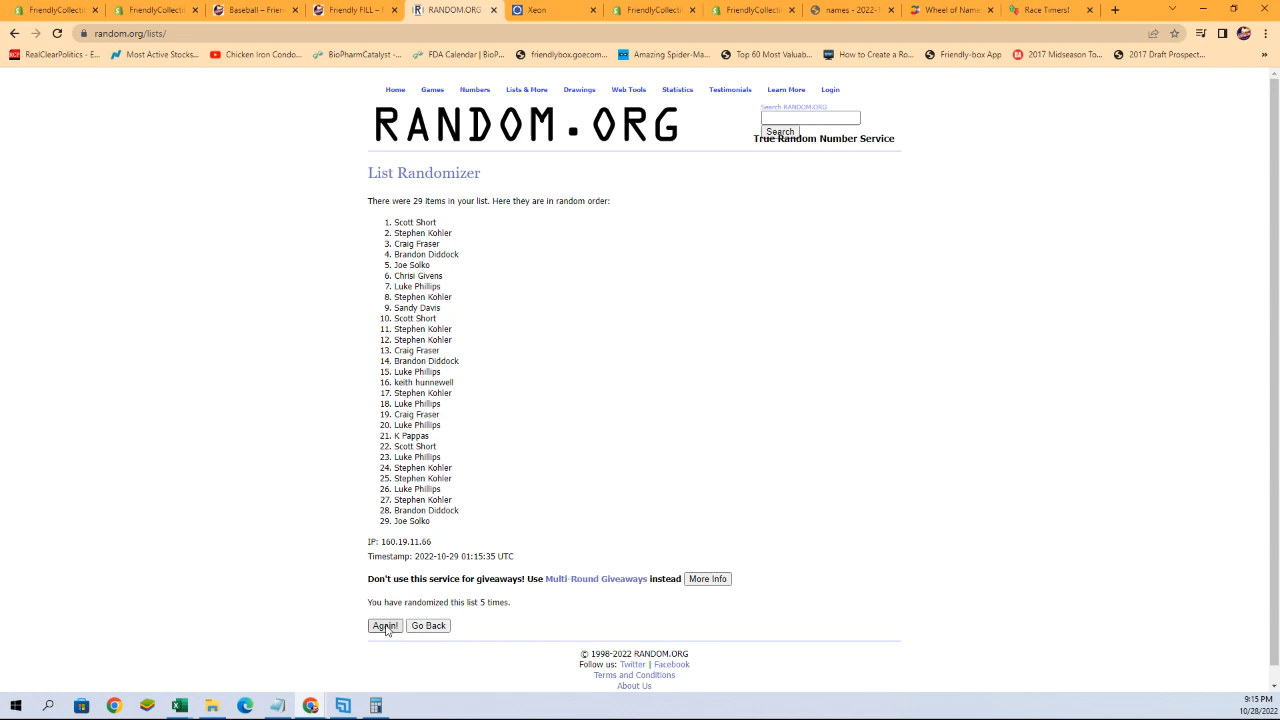 FriendlyCollectib
FriendlyCollectib
Baseball – Frien
Friendly FILL –
RANDOM.ORG
Xeon
FriendlyCollectib
FriendlyCollectib
names - 2022-1
Wheel of Name
Race Timers!
random.org/lists/
RealClearPolitics - E...
Most Active Stocks...
Chicken Iron Condo...
BioPharmCatalyst -...
FDA Calendar | BioP...
friendlybox.goecom...
Amazing Spider-Ma...
Top 60 Most Valuab...
How to Create a Ro...
Friendly-box App
2017 Midseason To...
2017 Draft Prospect...
»
Home Games Numbers Lists & More Drawings Web Tools Statistics Testimonials Learn More Login
RANDOM.ORG
Search RANDOM.ORG
Search
True Random Number Service
List Randomizer
There were 29 items in your list. Here they are in random order:
1. Scott Short
2. Stephen Kohler
3. Craig Fraser
4. Brandon Diddock
5. Joe Solko
6. Chrisi Givens
7. Luke Phillips
8. Stephen Kohler
9. Sandy Davis
10. Scott Short
11. Stephen Kohler
12. Stephen Kohler
13. Craig Fraser
14. Brandon Diddock
15. Luke Phillips
16. keith hunnewell
17. Stephen Kohler
18. Luke Phillips
19. Craig Fraser
20. Luke Phillips
21. K Pappas
22. Scott Short
23. Luke Phillips
24. Stephen Kohler
25. Stephen Kohler
26. Luke Phillips
27. Stephen Kohler
28. Brandon Diddock
29. Joe Solko
IP: 160.19.11.66
Timestamp: 2022-10-29 01:15:35 UTC
Don't use this service for giveaways! Use Multi-Round Giveaways instead More Info
You have randomized this list 5 times.
Again! Go Back
© 1998-2022 RANDOM.ORG
Follow us: Twitter | Facebook
Terms and Conditions
About Us
9:15 PM
10/28/2022